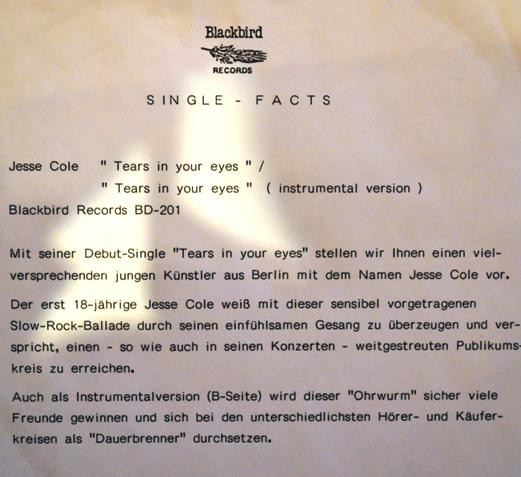 Blackbird
RECORDS
SINGLE - FACTS
Jesse Cole " Tears in your eyes " /
" Tears in your eyes " ( instrumental version )
Blackbird Records BD-201
Mit seiner Debut-Single "Tears in your eyes" stellen wir Ihnen einen viel-
versprechenden jungen Künstler aus Berlin mit dem Namen Jesse Cole vor.
Der erst 18-jährige Jesse Cole weiß mit dieser sensibel vorgetragenen
Slow-Rock-Ballade durch seinen einfühlsamen Gesang zu überzeugen und ver-
spricht, einen - so wie auch in seinen Konzerten - weitgestreuten Publikums-
kreis zu erreichen.
Auch als Instrumentalversion (B-Seite) wird dieser "Ohrwurm" sicher viele
Freunde gewinnen und sich bei den unterschiedlichsten Hörer- und Käufer-
kreisen als "Dauerbrenner" durchsetzen.